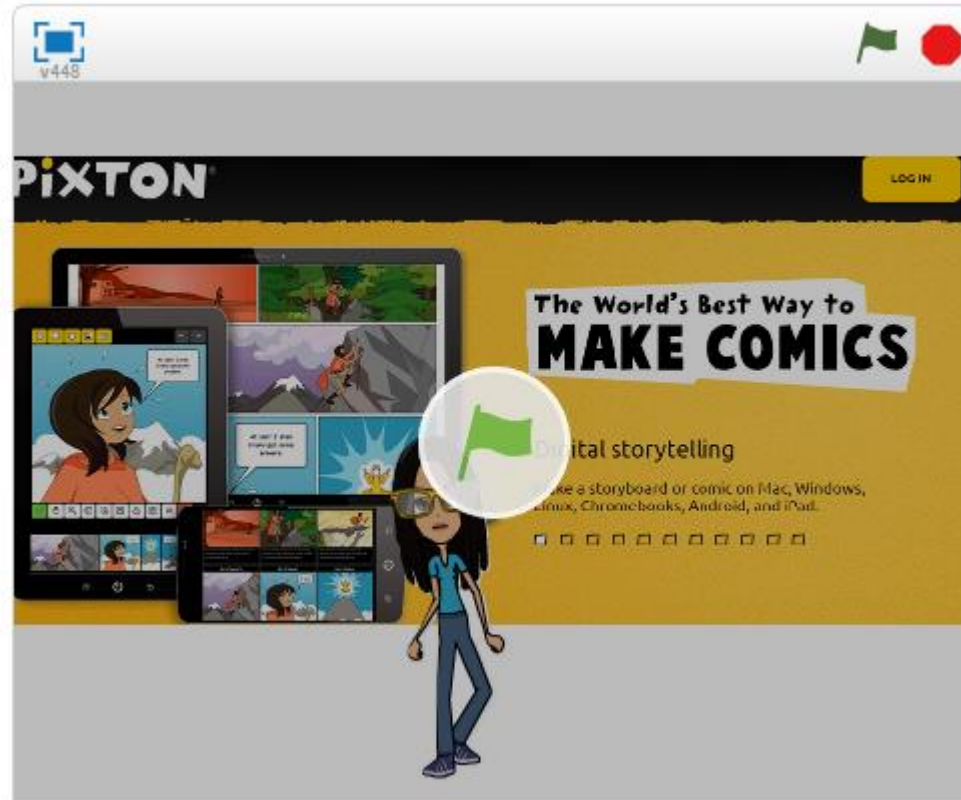 v448
PiXTON®
LOG IN
The World's Best Way to
MAKE COMICS
ital storytelling
ke a storyboard or comic on Mac, Windows,
Linux, Chromebooks, Android, and iPad.